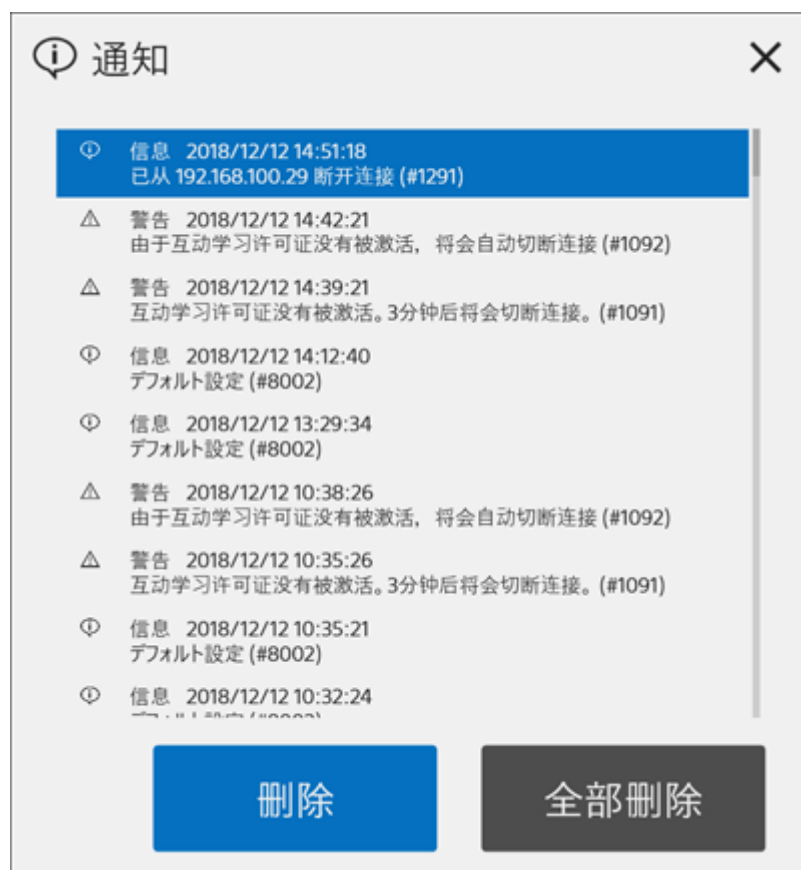 通知
信息 2018/12/12 14:51:18
已从 192.168.100.29 断开连接 (#1291)
警告 2018/12/12 14:42:21
由于互动学习许可证没有被激活，将会自动切断连接 (#1092)
警告 2018/12/12 14:39:21
互动学习许可证没有被激活。3分钟后将会切断连接。 (#1091)
信息 2018/12/12 14:12:40
デフォルト設定 (#8002)
信息 2018/12/12 13:29:34
デフォルト設定 (#8002)
警告 2018/12/12 10:38:26
由于互动学习许可证没有被激活，将会自动切断连接 (#1092)
警告 2018/12/12 10:35:26
互动学习许可证没有被激活。3分钟后将会切断连接。 (#1091)
信息 2018/12/12 10:35:21
デフォルト設定 (#8002)
信息 2018/12/12 10:32:24
删除 全部删除